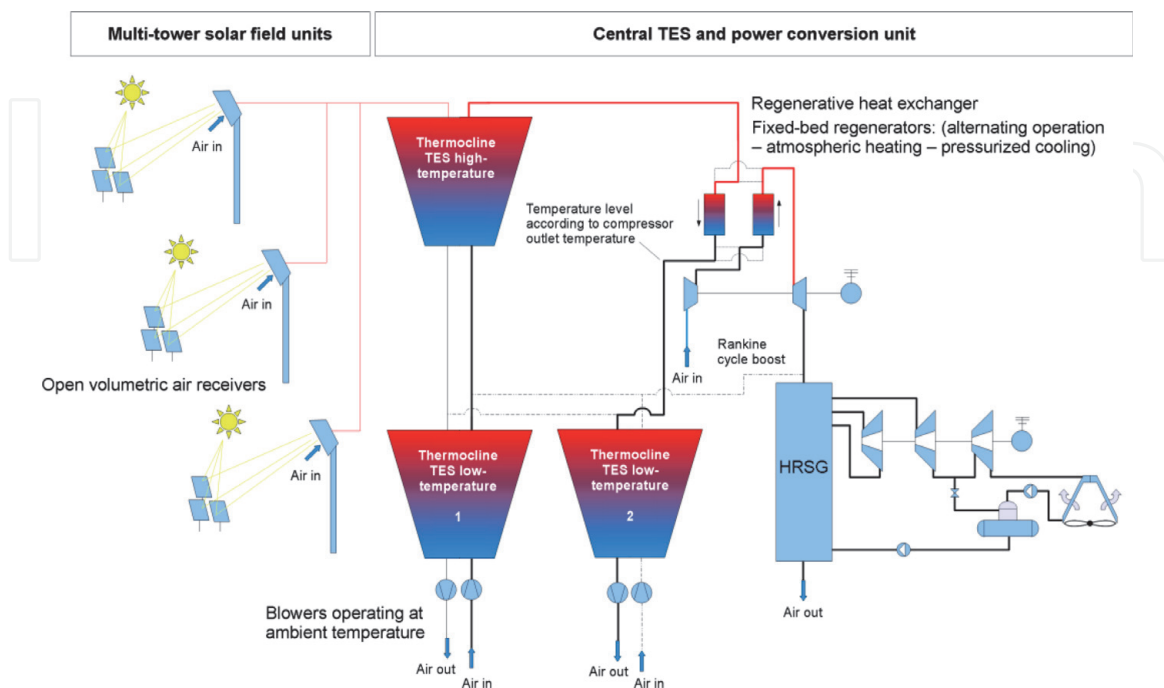 Multi-tower solar field units
Central TES and power conversion unit
Air in
Thermocline
TES high-
temperature
Regenerative heat exchanger
Fixed-bed regenerators: (alternating operation
– atmospheric heating – pressurized cooling)
Temperature level
according to compressor
outlet temperature
Air in
Open volumetric air receivers
Rankine
cycle boost
Air in
Air in
Thermocline
TES low-
temperature
1
Thermocline
TES low-
temperature
2
HRSG
Blowers operating at
ambient temperature
Air out
Air in
Air out
Air in
Air out